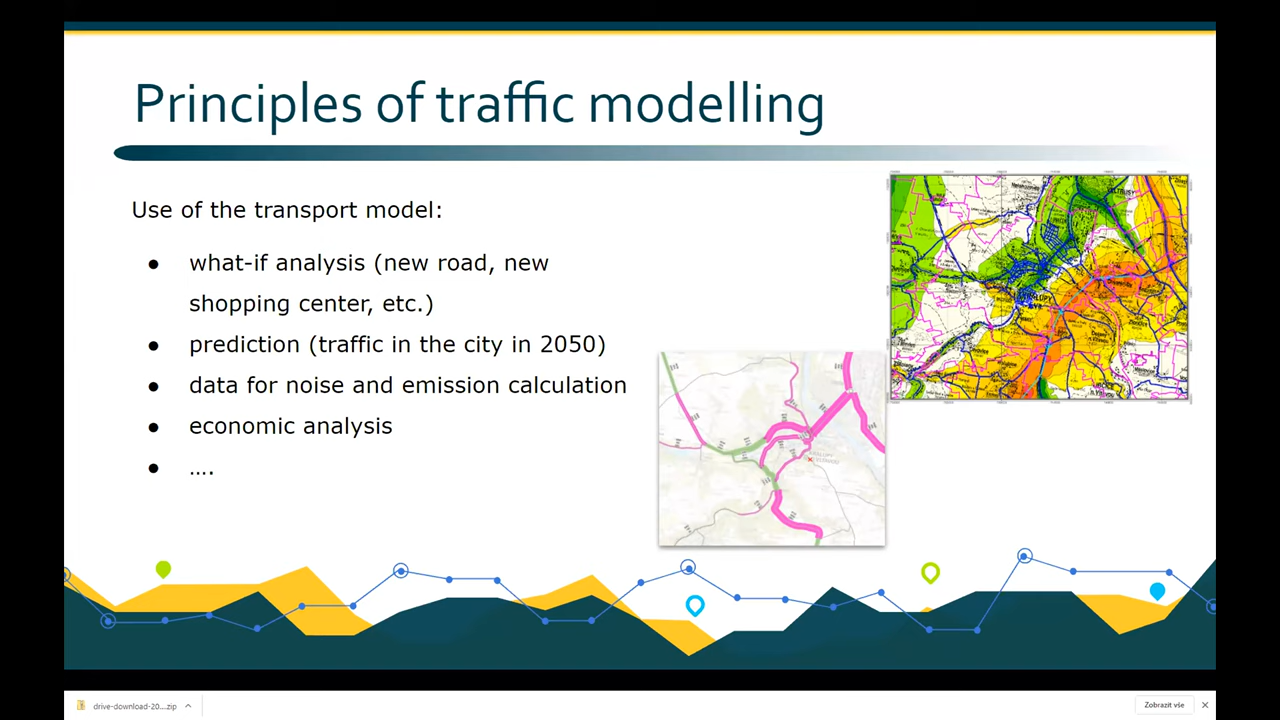 Principles of traffic modelling
Use of the transport model:
● what-if analysis (new road, new
shopping center, etc.)
● prediction (traffic in the city in 2050)
● data for noise and emission calculation
● economic analysis
● ....
drive-download-20....zip
Zobrazit vše